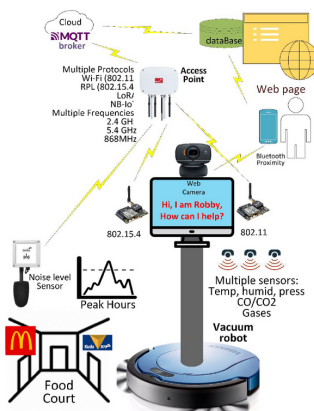 Cloud
MQTT
broker
dataBase
Multiple Protocols
Wi-Fi (802.11
RPL (802.15.4
LoR/
NB-Io
Multiple Frequencies
2.4 GH
5.4 GHz
868MHz
Access
Point
Web page
Bluetooth
Proximity
Web
Camera
Hi, I am Robby,
How can I help?
802.15.4
802.11
Noise level
Sensor
Peak Hours
Multiple sensors:
Temp, humid, press
CO/CO2
Gases
Vacuum
robot
Food
Court